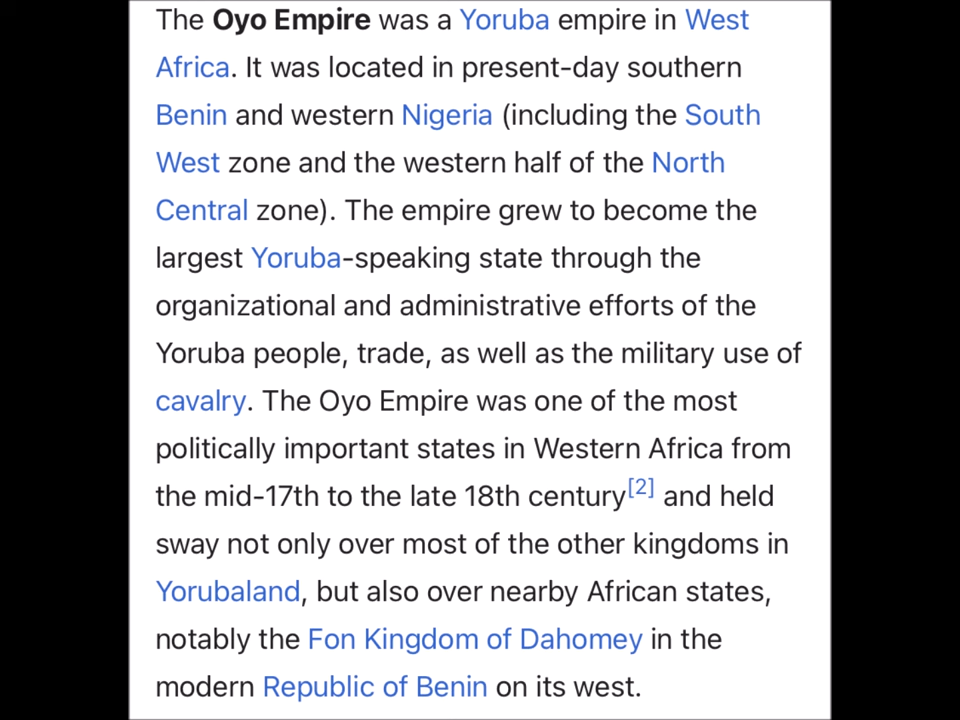 The Oyo Empire was a Yoruba empire in West
Africa. It was located in present-day southern
Benin and western Nigeria (including the South
West zone and the western half of the North
Central zone). The empire grew to become the
largest Yoruba-speaking state through the
organizational and administrative efforts of the
Yoruba people, trade, as well as the military use of
cavalry. The Oyo Empire was one of the most
politically important states in Western Africa from
the mid-17th to the late 18th century[2] and held
sway not only over most of the other kingdoms in
Yorubaland, but also over nearby African states,
notably the Fon Kingdom of Dahomey in the
modern Republic of Benin on its west.